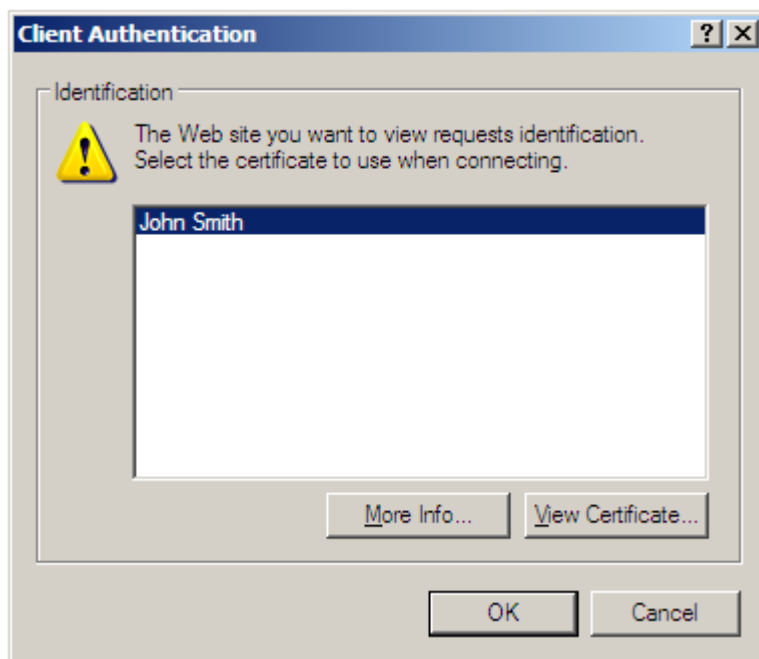 Client Authentication
Identification
The Web site you want to view requests identification.
Select the certificate to use when connecting.
John Smith
More Info... View Certificate...
OK Cancel